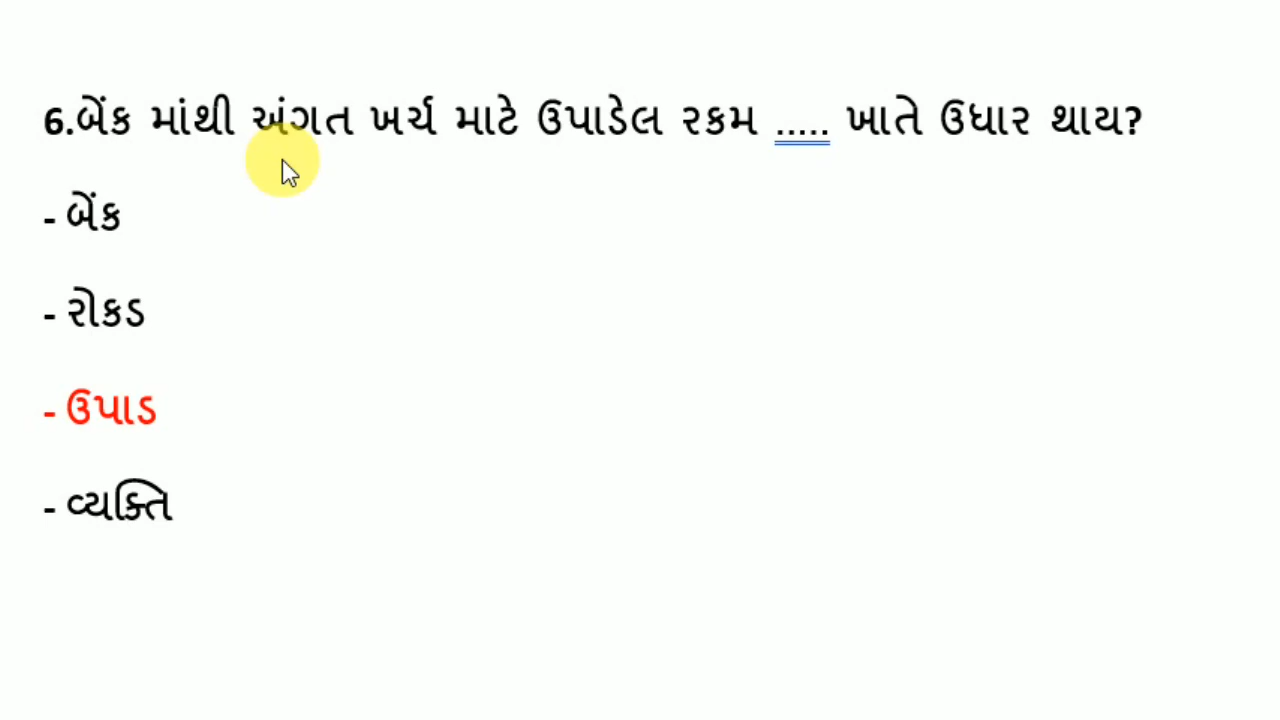 6.બેંક માંથી અંગત ખર્ચ માટે ઉપાડેલ રકમ ..... ખાતે ઉધાર થાય?
- બેંક
- રોકડ
- ઉપાડ
- વ્યક્તિ